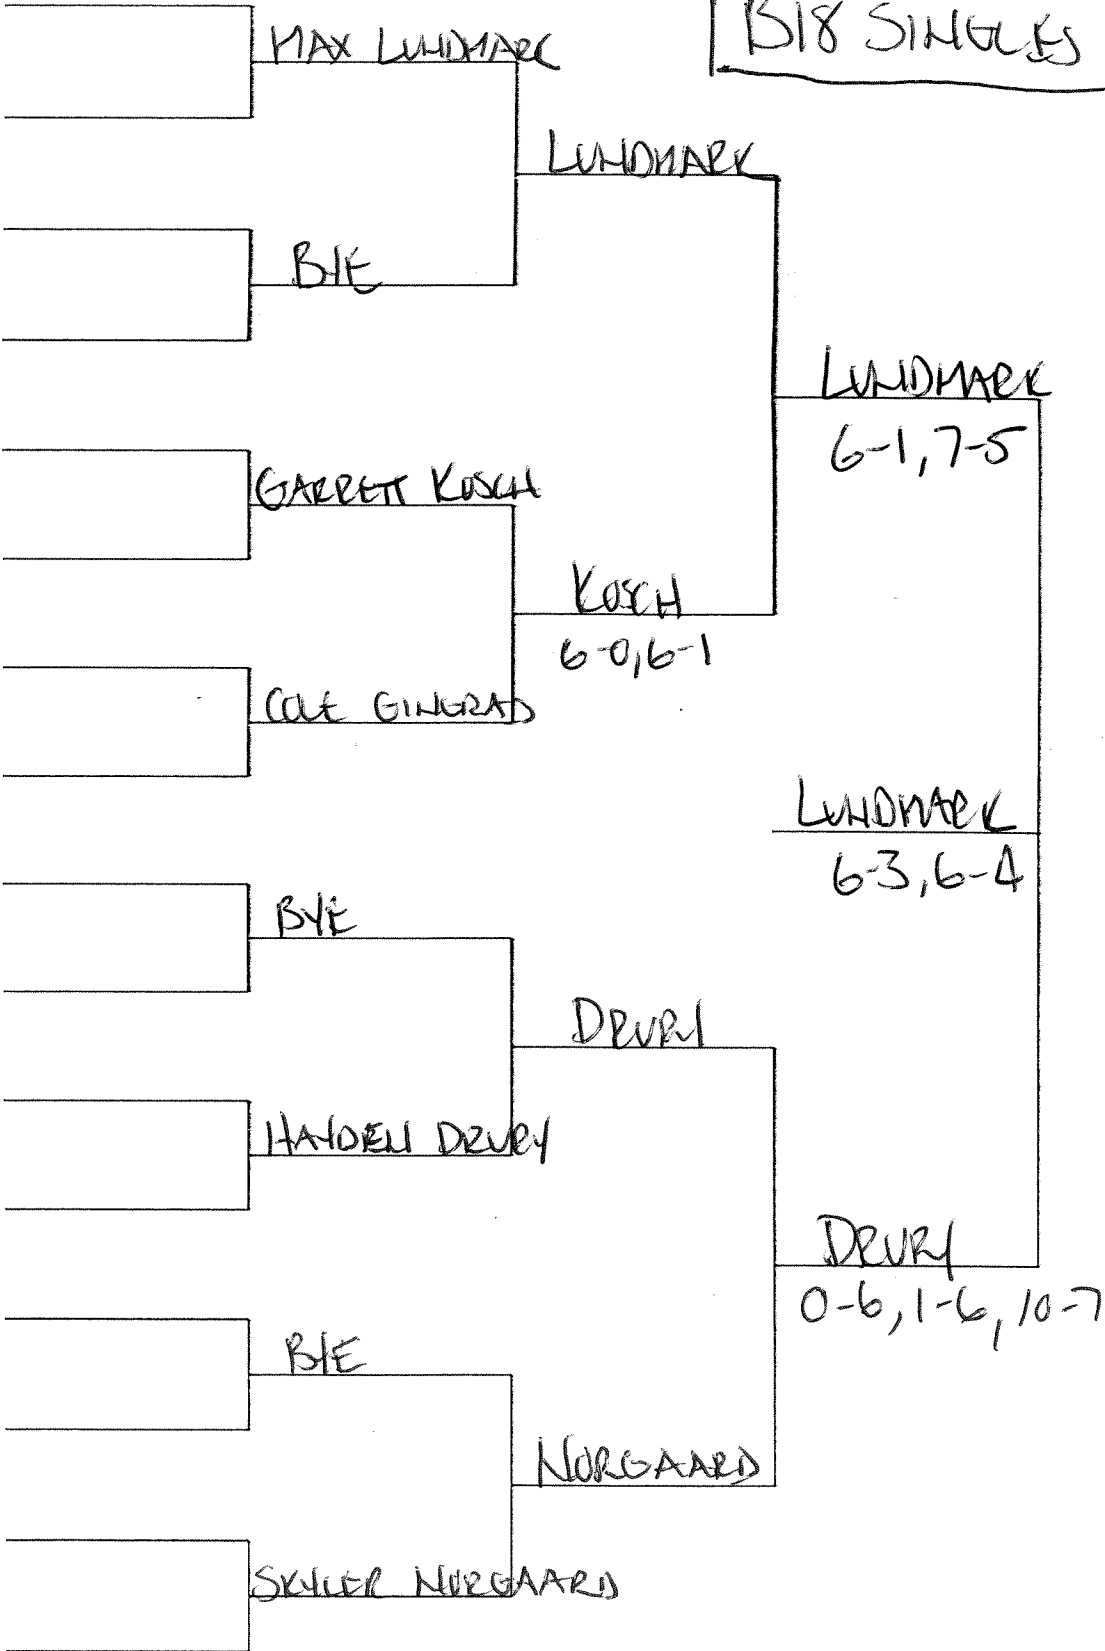 B18 SINGLES
MAX LUNDMARK
LUNDMARK
BYE
LUNDMARK
6-1, 7-5
GARRETT KOSCH
KOSCH
6-0, 6-1
COLE GINGRAD
LUNDMARK
6-3, 6-4
BYE
DRURY
HAYDEN DRURY
DRURY
0-6, 1-6, 10-7
BYE
NORGAARD
SKYLER NORGAARD